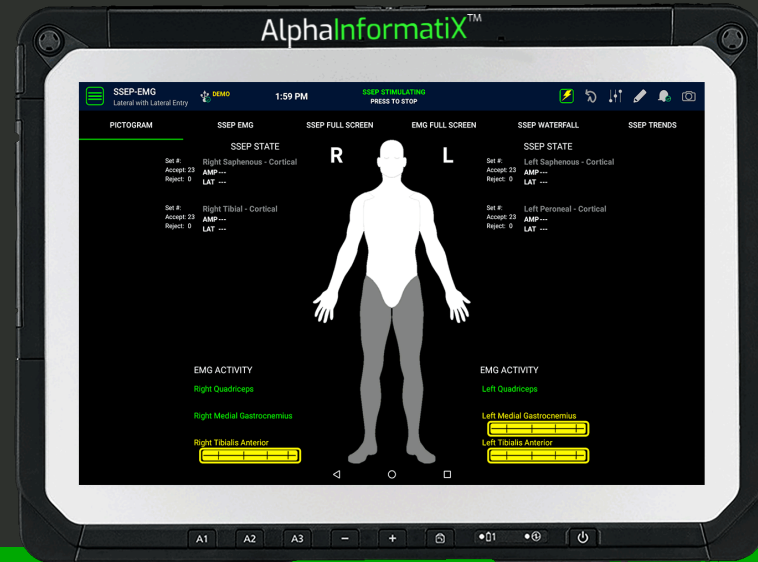 AlphaInformatiX™
SSEP-EMG
Lateral with Lateral Entry
DEMO
1:59 PM
SSEP STIMULATING
PRESS TO STOP
PICTOGRAM
SSEP EMG
SSEP FULL SCREEN
EMG FULL SCREEN
SSEP WATERFALL
SSEP TRENDS
SSEP STATE
Set #: Right Saphenous - Cortical
Accept: 23 AMP ---
Reject: 0 LAT ---
Set #: Right Tibial - Cortical
Accept: 23 AMP ---
Reject: 0 LAT ---
R
L
SSEP STATE
Set #: Left Saphenous - Cortical
Accept: 23 AMP ---
Reject: 0 LAT ---
Set #: Left Peroneal - Cortical
Accept: 23 AMP ---
Reject: 0 LAT ---
EMG ACTIVITY
Right Quadriceps
Right Medial Gastrocnemius
Right Tibialis Anterior
EMG ACTIVITY
Left Quadriceps
Left Medial Gastrocnemius
Left Tibialis Anterior
A1
A2
A3
−
+
1